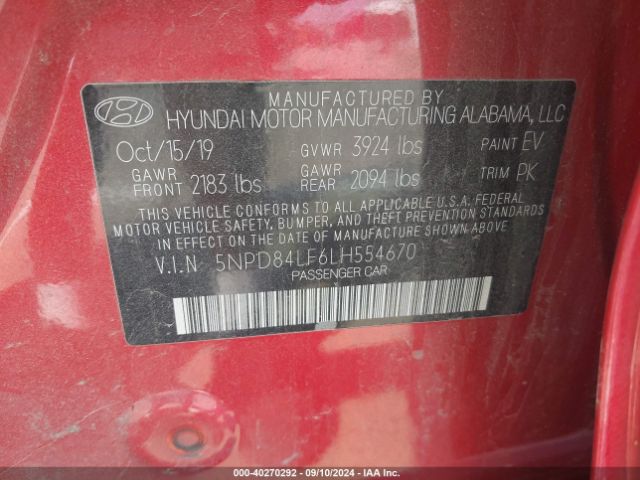 MANUFACTURED BY
HYUNDAI MOTOR MANUFACTURING ALABAMA, LLC
Oct/15/19 GVWR 3924 lbs PAINT EV
GAWR FRONT 2183 lbs GAWR REAR 2094 lbs TRIM PK
THIS VEHICLE CONFORMS TO ALL APPLICABLE U.S.A. FEDERAL
MOTOR VEHICLE SAFETY, BUMPER, AND THEFT PREVENTION STANDARDS
IN EFFECT ON THE DATE OF MANUFACTURE SHOWN ABOVE.
V.I.N 5NPD84LF6LH554670
PASSENGER CAR
0-40270292 - 09/10/2024 - IAA Inc.